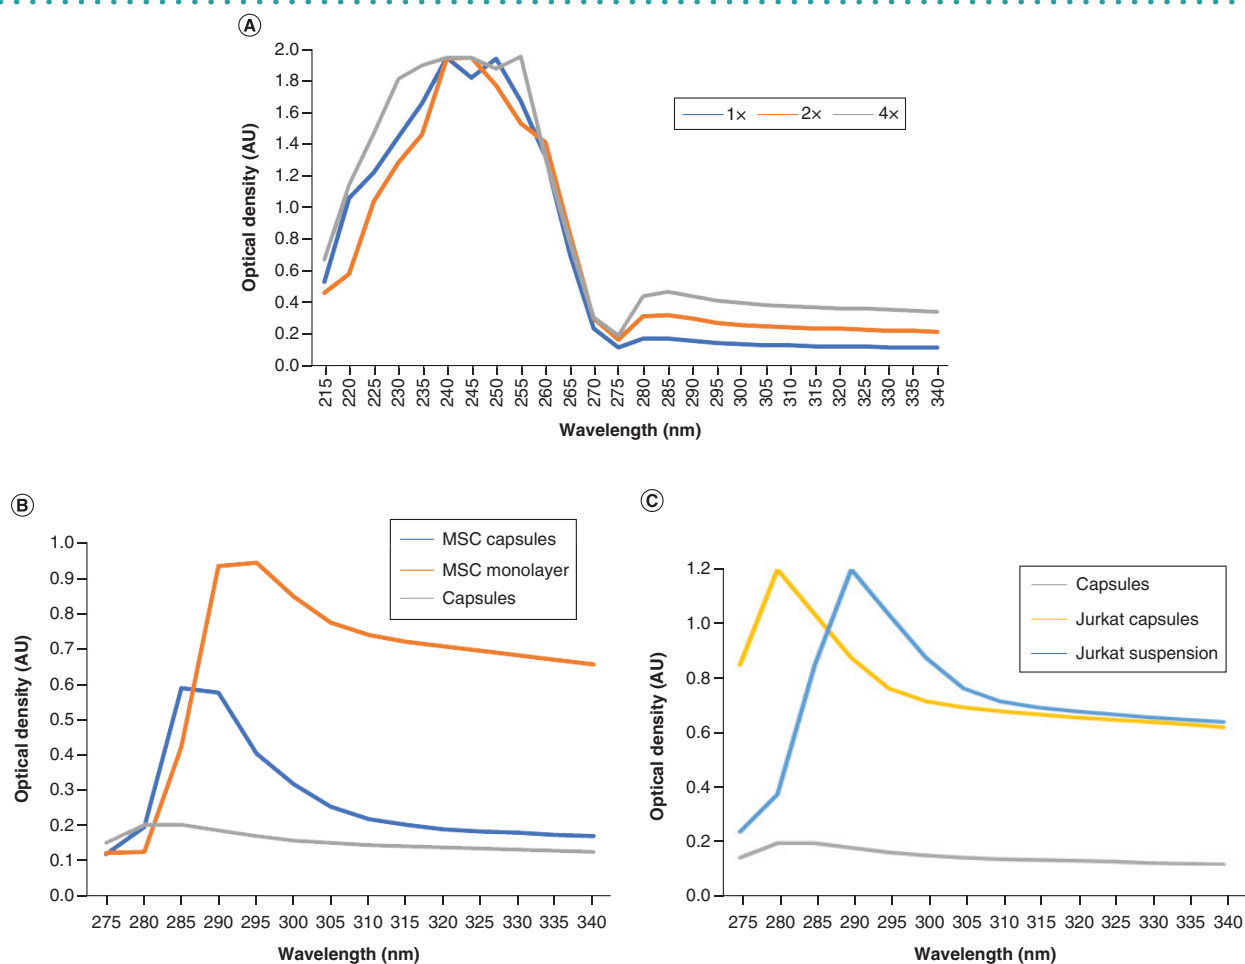 A
2.0
1.8
1.6
1.4
1.2
1.0
0.8
0.6
0.4
0.2
0.0
Optical density (AU)
1× 2× 4×
215 220 225 230 235 240 245 250 255 260 265 270 275 280 285 290 295 300 305 310 315 320 325 330 335 340
Wavelength (nm)
B
1.0
0.9
0.8
0.7
0.6
0.5
0.4
0.3
0.2
0.1
0.0
Optical density (AU)
MSC capsules
MSC monolayer
Capsules
275 280 285 290 295 300 305 310 315 320 325 330 335 340
Wavelength (nm)
C
1.2
1.0
0.8
0.6
0.4
0.2
0.0
Optical density (AU)
Capsules
Jurkat capsules
Jurkat suspension
275 280 285 290 295 300 305 310 315 320 325 330 335 340
Wavelength (nm)